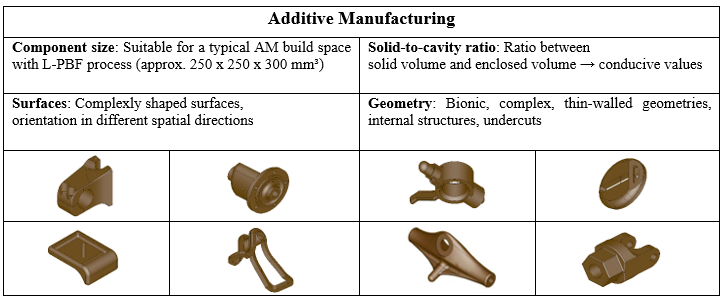 Additive Manufacturing
Component size: Suitable for a typical AM build space
with L-PBF process (approx. 250 x 250 x 300 mm³)
Solid-to-cavity ratio: Ratio between
solid volume and enclosed volume → conducive values
Surfaces: Complexly shaped surfaces,
orientation in different spatial directions
Geometry: Bionic, complex, thin-walled geometries,
internal structures, undercuts